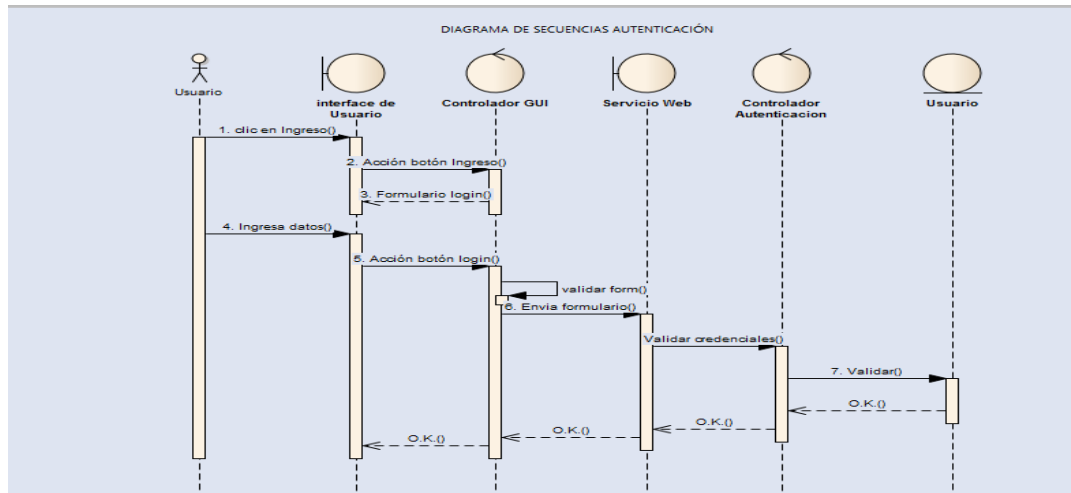 DIAGRAMA DE SECUENCIAS AUTENTICACIÓN
Usuario
interface de
Usuario
Controlador GUI
Servicio Web
Controlador
Autenticacion
Usuario
1. clic en Ingreso()
2. Acción botón Ingreso()
3. Formulario login()
4. Ingresa datos()
5. Acción botón login()
validar form()
6. Envia formulario()
Validar credenciales()
7. Validar()
O.K.()
O.K.()
O.K.()
O.K.()